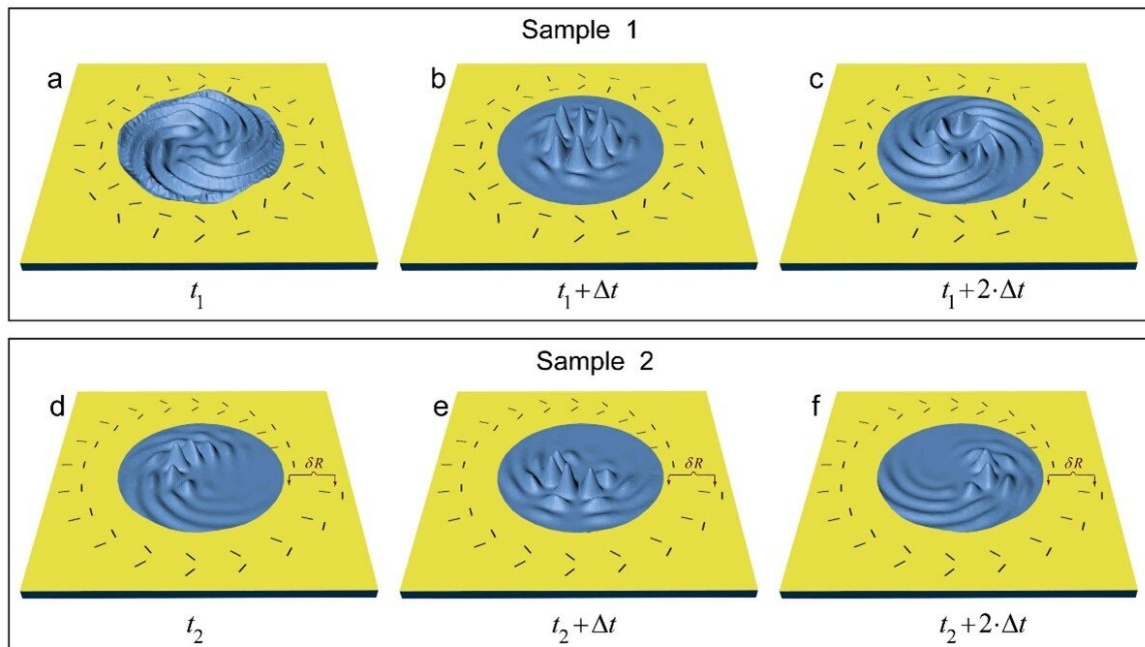 Sample 1
a b c
t₁ t₁+Δt t₁+2·Δt
Sample 2
d e f
δR δR δR
t₂ t₂+Δt t₂+2·Δt